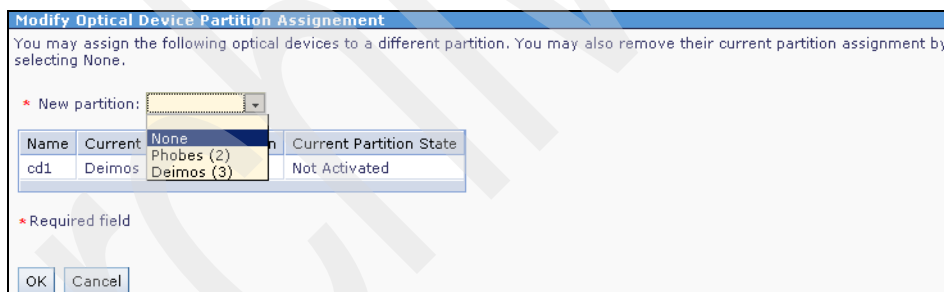 Modify Optical Device Partition Assignement
You may assign the following optical devices to a different partition. You may also remove their current partition assignment by
selecting None.
* New partition:
None
Phobes (2)
Deimos (3)
Name Current n Current Partition State
cd1 Deimos Not Activated
* Required field
OK Cancel